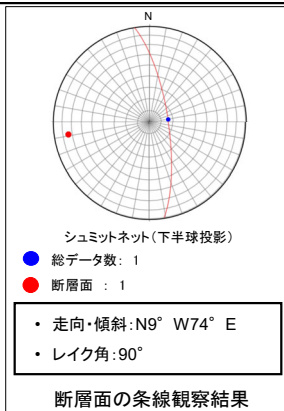 N
シュミットネット(下半球投影)
総データ数: 1
断層面 : 1
• 走向・傾斜:N9°W74°E
• レイク角:90°
断層面の条線観察結果